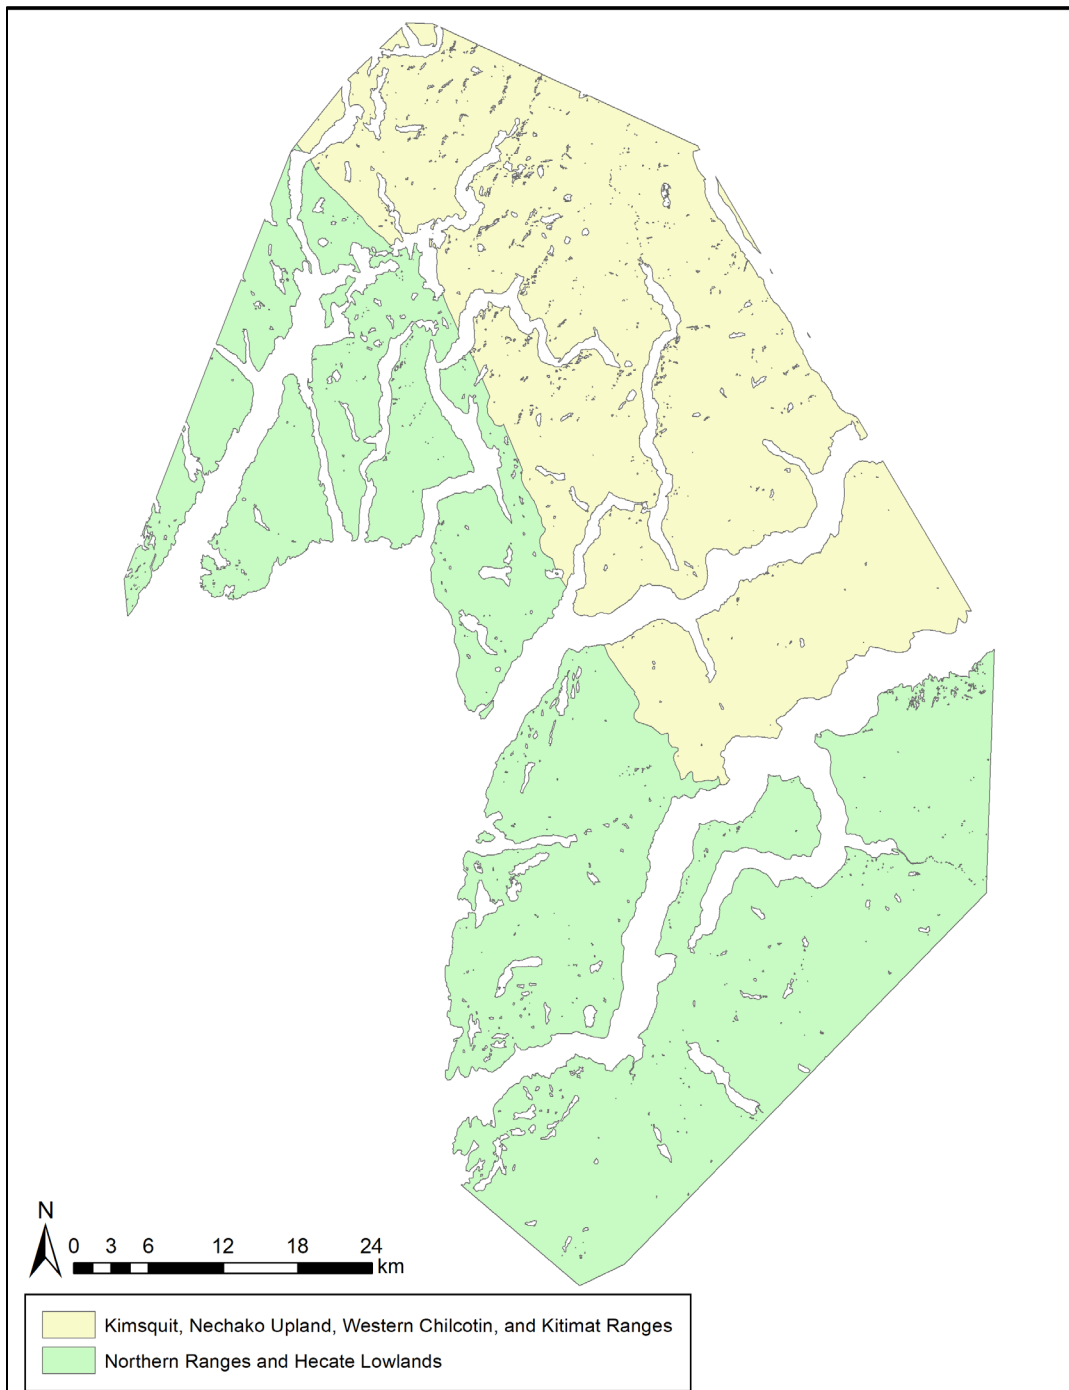 N
0 3 6 12 18 24
km
Kimsquit, Nechako Upland, Western Chilcotin, and Kitimat Ranges
Northern Ranges and Hecate Lowlands